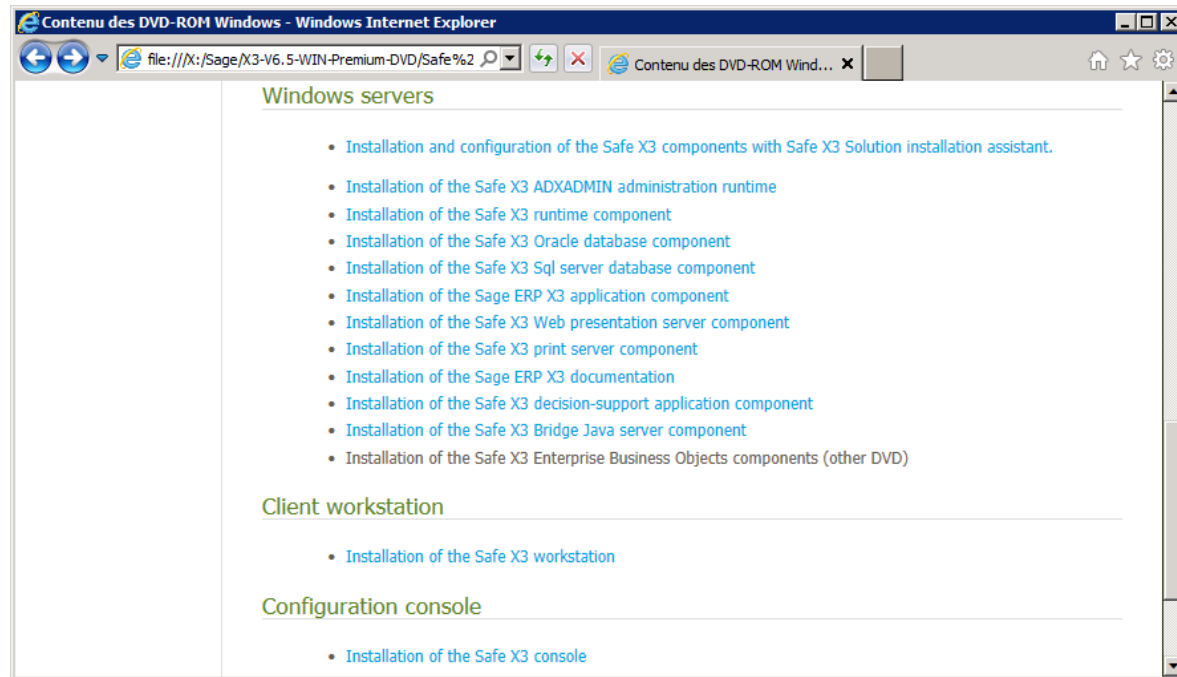 Contenu des DVD-ROM Windows - Windows Internet Explorer
file:///X:/Sage/X3-V6.5-WIN-Premium-DVD/Safe%2
Contenu des DVD-ROM Wind...
Windows servers
• Installation and configuration of the Safe X3 components with Safe X3 Solution installation assistant.
• Installation of the Safe X3 ADXADMIN administration runtime
• Installation of the Safe X3 runtime component
• Installation of the Safe X3 Oracle database component
• Installation of the Safe X3 Sql server database component
• Installation of the Sage ERP X3 application component
• Installation of the Safe X3 Web presentation server component
• Installation of the Safe X3 print server component
• Installation of the Sage ERP X3 documentation
• Installation of the Safe X3 decision-support application component
• Installation of the Safe X3 Bridge Java server component
• Installation of the Safe X3 Enterprise Business Objects components (other DVD)
Client workstation
• Installation of the Safe X3 workstation
Configuration console
• Installation of the Safe X3 console